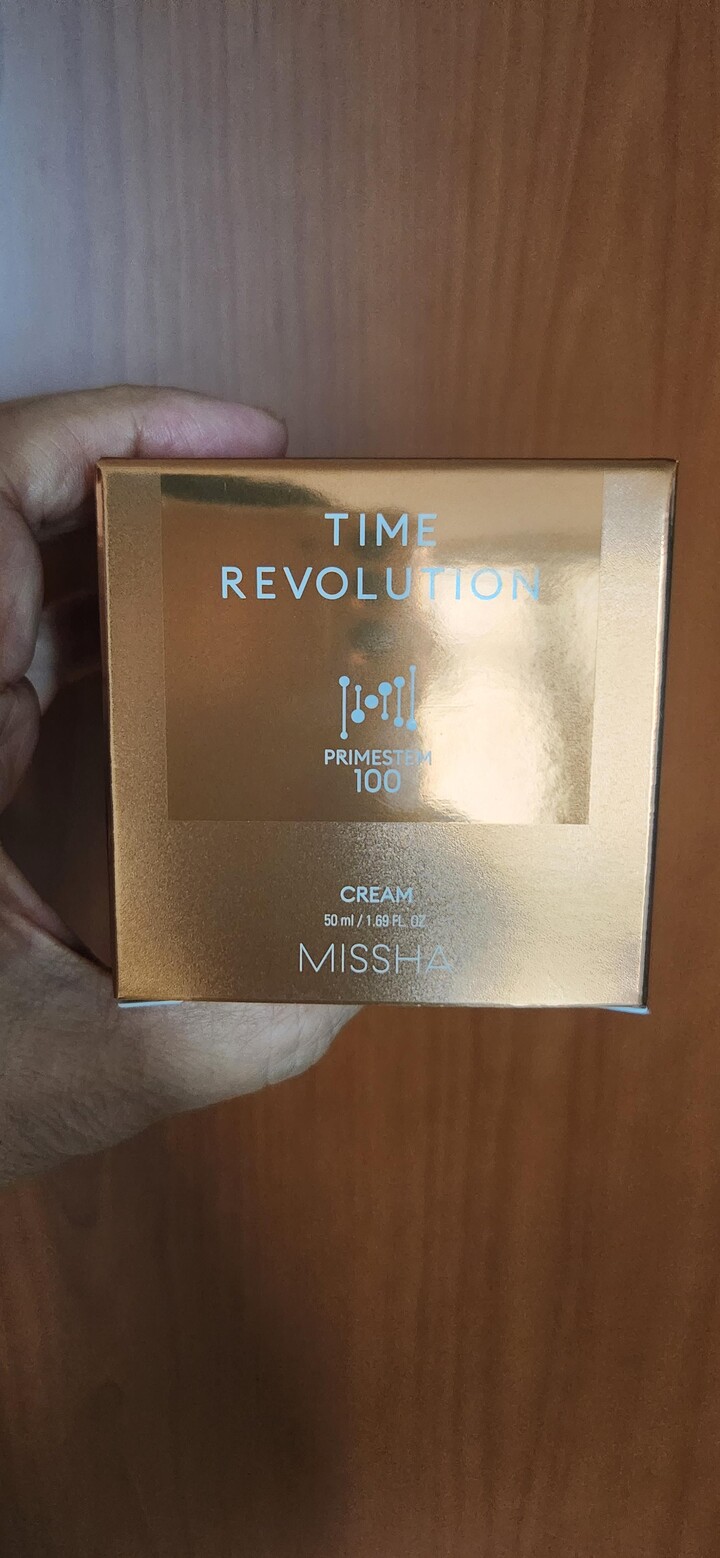 TIME
REVOLUTION
PRIMESTEM
100
CREAM
50 ml / 1.69 FL. OZ
MISSHA